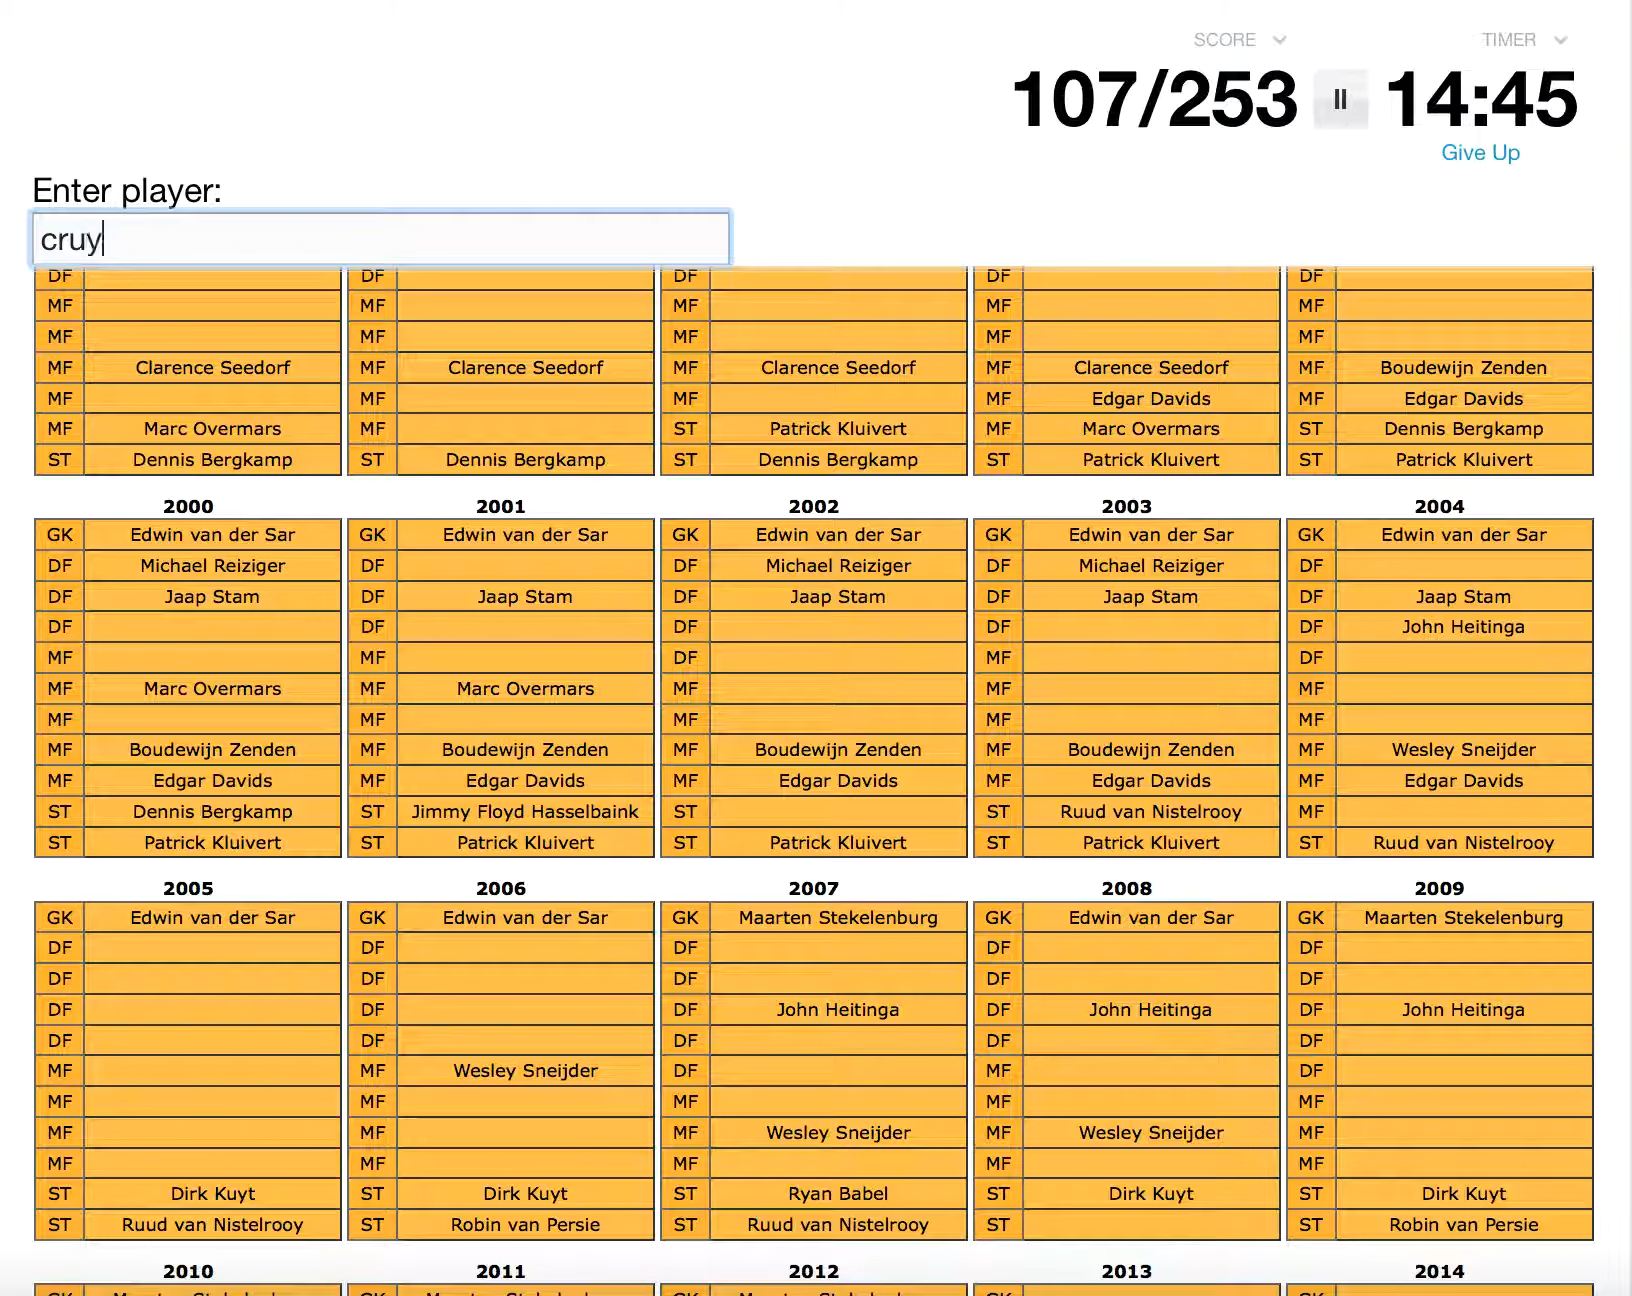 SCORE TIMER
107/253 14:45
Give Up
Enter player:
cruy
DF DF DF DF DF
MF MF MF MF MF
MF MF MF MF MF
MF Clarence Seedorf MF Clarence Seedorf MF Clarence Seedorf MF Clarence Seedorf MF Boudewijn Zenden
MF MF MF MF Edgar Davids MF Edgar Davids
MF Marc Overmars MF ST Patrick Kluivert MF Marc Overmars ST Dennis Bergkamp
ST Dennis Bergkamp ST Dennis Bergkamp ST Dennis Bergkamp ST Patrick Kluivert ST Patrick Kluivert
2000 2001 2002 2003 2004
GK Edwin van der Sar GK Edwin van der Sar GK Edwin van der Sar GK Edwin van der Sar GK Edwin van der Sar
DF Michael Reiziger DF DF Michael Reiziger DF Michael Reiziger DF
DF Jaap Stam DF Jaap Stam DF Jaap Stam DF Jaap Stam DF Jaap Stam
DF DF DF DF DF John Heitinga
MF MF DF MF DF
MF Marc Overmars MF Marc Overmars MF MF MF
MF MF MF MF MF
MF Boudewijn Zenden MF Boudewijn Zenden MF Boudewijn Zenden MF Boudewijn Zenden MF Wesley Sneijder
MF Edgar Davids MF Edgar Davids MF Edgar Davids MF Edgar Davids MF Edgar Davids
ST Dennis Bergkamp ST Jimmy Floyd Hasselbaink ST ST Ruud van Nistelrooy MF
ST Patrick Kluivert ST Patrick Kluivert ST Patrick Kluivert ST Patrick Kluivert ST Ruud van Nistelrooy
2005 2006 2007 2008 2009
GK Edwin van der Sar GK Edwin van der Sar GK Maarten Stekelenburg GK Edwin van der Sar GK Maarten Stekelenburg
DF DF DF DF DF
DF DF DF DF DF
DF DF DF John Heitinga DF John Heitinga DF John Heitinga
DF DF DF DF DF
MF MF Wesley Sneijder DF MF DF
MF MF MF MF MF
MF MF MF Wesley Sneijder MF Wesley Sneijder MF
MF MF MF MF MF
ST Dirk Kuyt ST Dirk Kuyt ST Ryan Babel ST Dirk Kuyt ST Dirk Kuyt
ST Ruud van Nistelrooy ST Robin van Persie ST Ruud van Nistelrooy ST ST Robin van Persie
2010 2011 2012 2013 2014